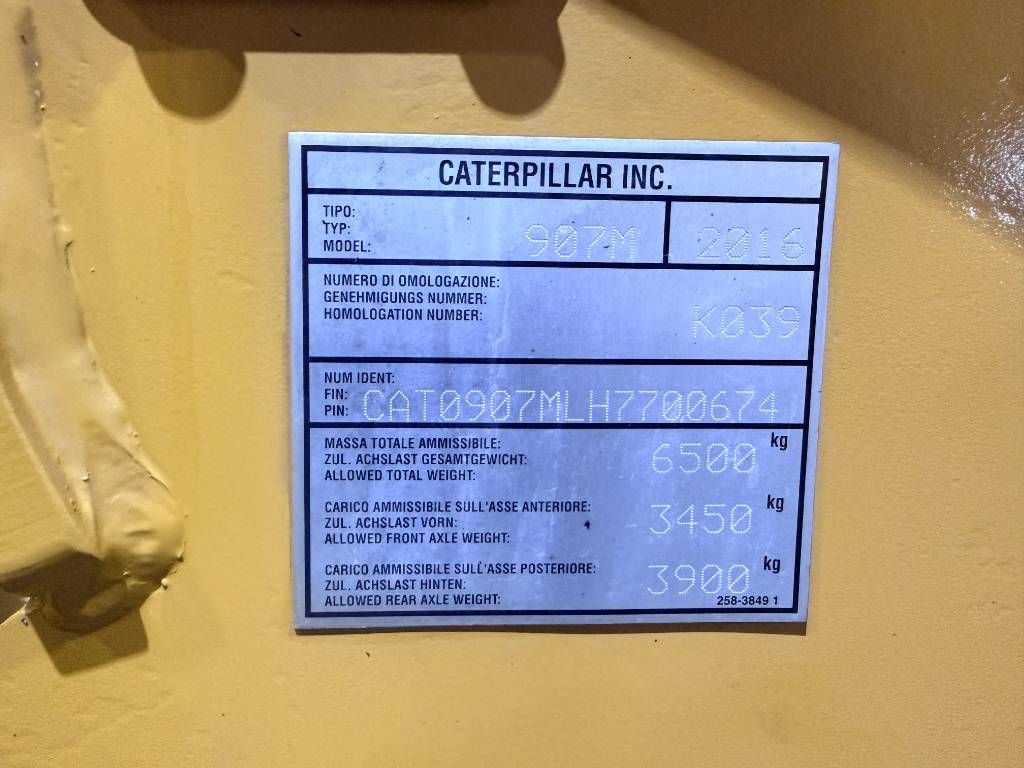 CATERPILLAR INC.
TIPO:
TYP:
MODEL: 907M 2016
NUMERO DI OMOLOGAZIONE:
GENEHMIGUNGS NUMMER:
HOMOLOGATION NUMBER: K039
NUM IDENT:
FIN:
PIN: CAT0907MLH7700674
MASSA TOTALE AMMISSIBILE: kg
ZUL. ACHSLAST GESAMTGEWICHT: 6500
ALLOWED TOTAL WEIGHT:
CARICO AMMISSIBILE SULL'ASSE ANTERIORE: kg
ZUL. ACHSLAST VORN: 3450
ALLOWED FRONT AXLE WEIGHT:
CARICO AMMISSIBILE SULL'ASSE POSTERIORE: kg
ZUL. ACHSLAST HINTEN: 3900
ALLOWED REAR AXLE WEIGHT: 258-3849 1